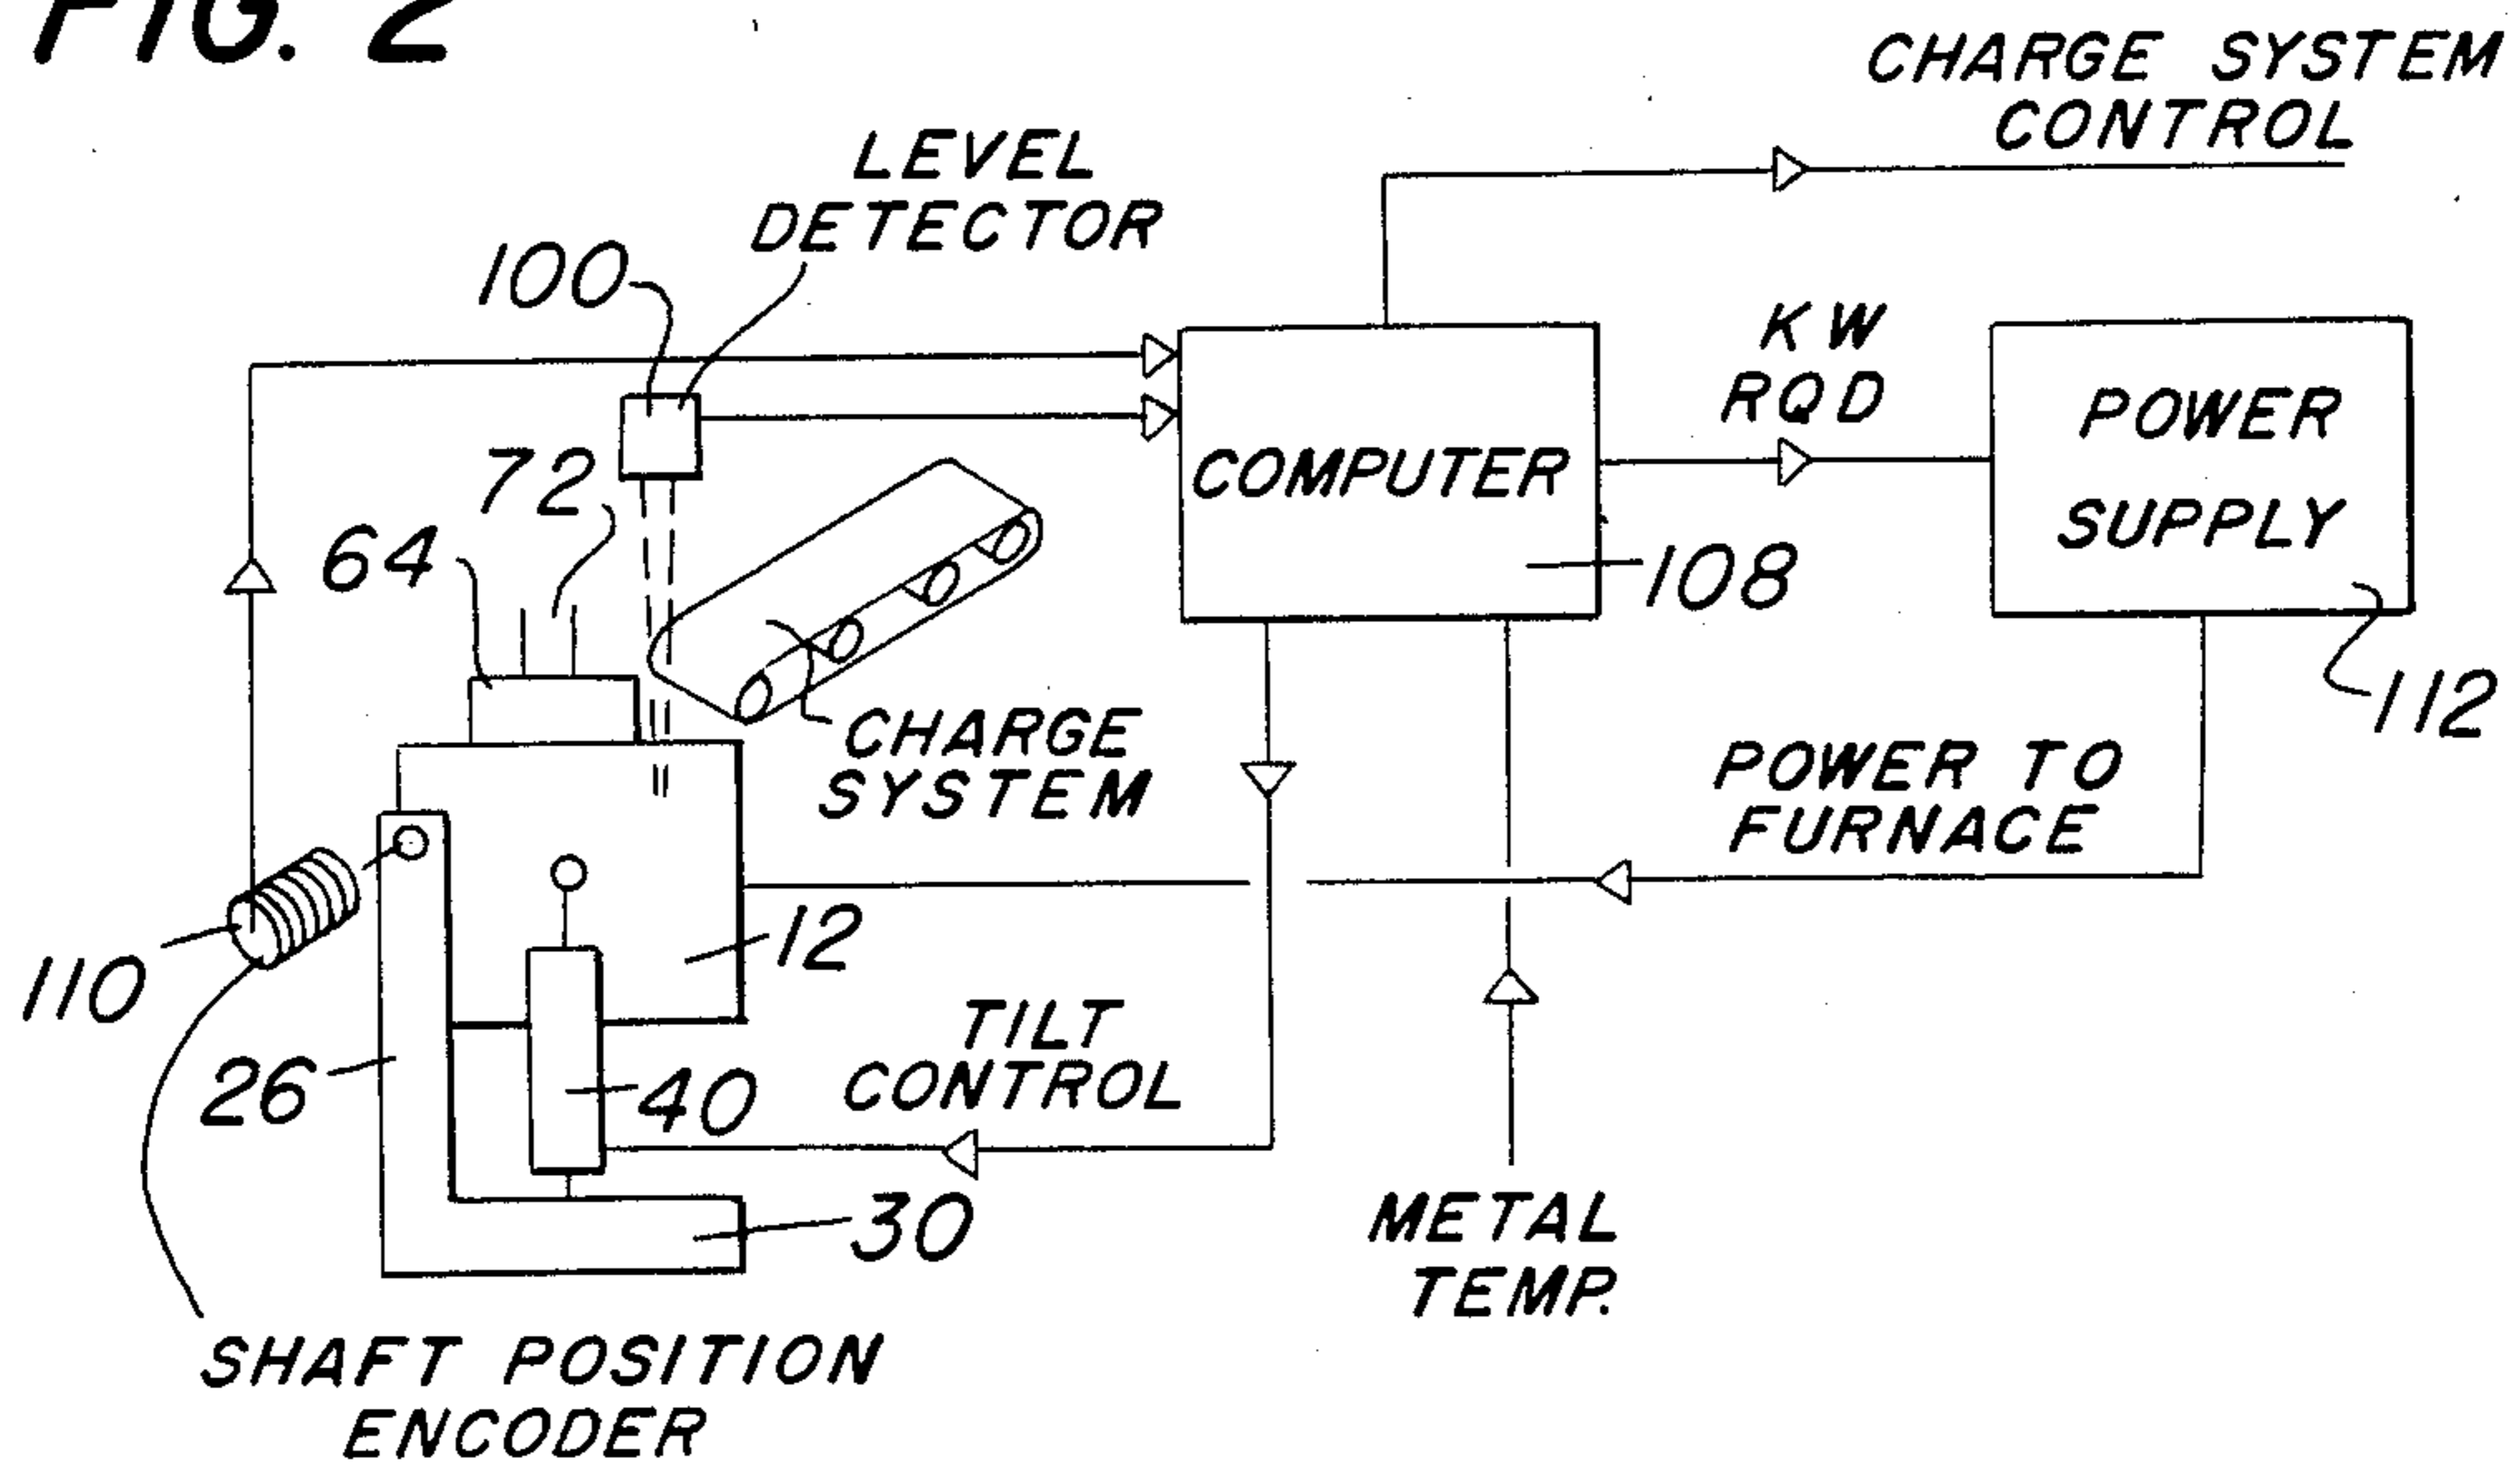 FIG. 2
CHARGE SYSTEM
CONTROL
LEVEL
DETECTOR
100
KW
RQD
72
COMPUTER
POWER
SUPPLY
64
108
112
CHARGE
SYSTEM
POWER TO
FURNACE
12
110
TILT
CONTROL
26
40
30
METAL
TEMP.
SHAFT POSITION
ENCODER